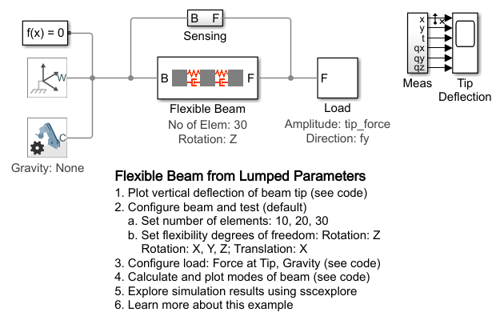 f(x) = 0
B F
Sensing
W
B
F
Flexible Beam
No of Elem: 30
Rotation: Z
F
Load
Amplitude: tip_force
Direction: fy
C
Gravity: None
x
y
t
qx
qy
qz
x
Meas
Tip
Deflection
Flexible Beam from Lumped Parameters
1. Plot vertical deflection of beam tip (see code)
2. Configure beam and test (default)
a. Set number of elements: 10, 20, 30
b. Set flexibility degrees of freedom: Rotation: Z
Rotation: X, Y, Z; Translation: X
3. Configure load: Force at Tip, Gravity (see code)
4. Calculate and plot modes of beam (see code)
5. Explore simulation results using sscexplore
6. Learn more about this example